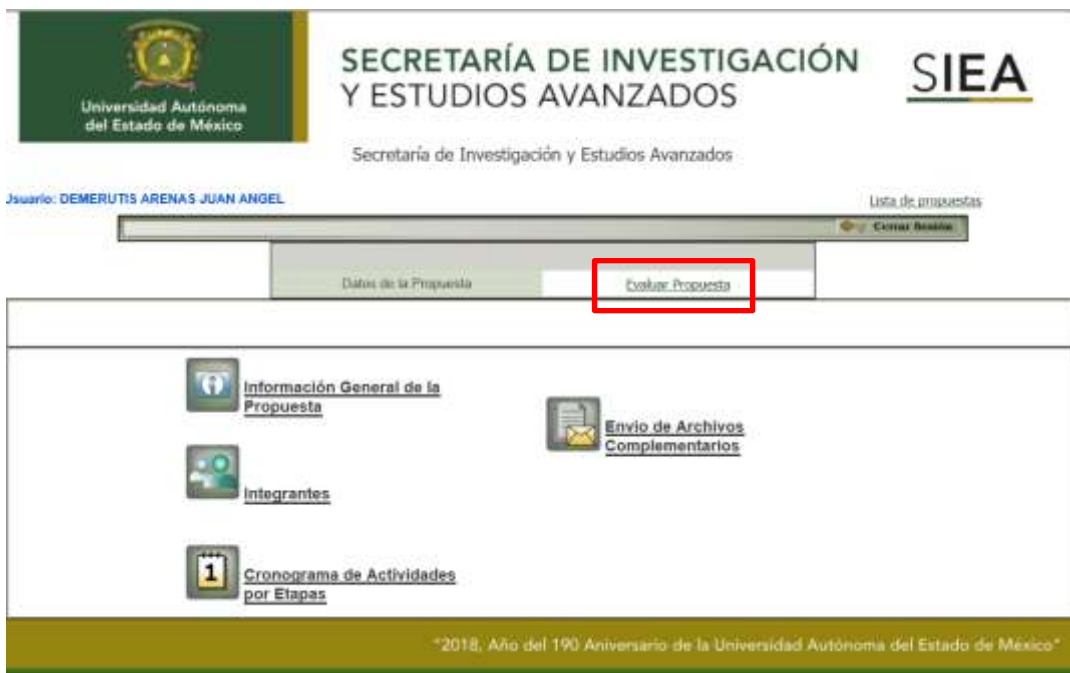 Universidad Autónoma
del Estado de México
SECRETARÍA DE INVESTIGACIÓN
Y ESTUDIOS AVANZADOS
SIEA
Secretaría de Investigación y Estudios Avanzados
Usuario: DEMERUTIS ARENAS JUAN ANGEL
Lista de propuestas
Cerrar Sesión
Datos de la Propuesta
Evaluar Propuesta
Información General de la
Propuesta
Envio de Archivos
Complementarios
Integrantes
1
Cronograma de Actividades
por Etapas
"2018, Año del 190 Aniversario de la Universidad Autónoma del Estado de México"